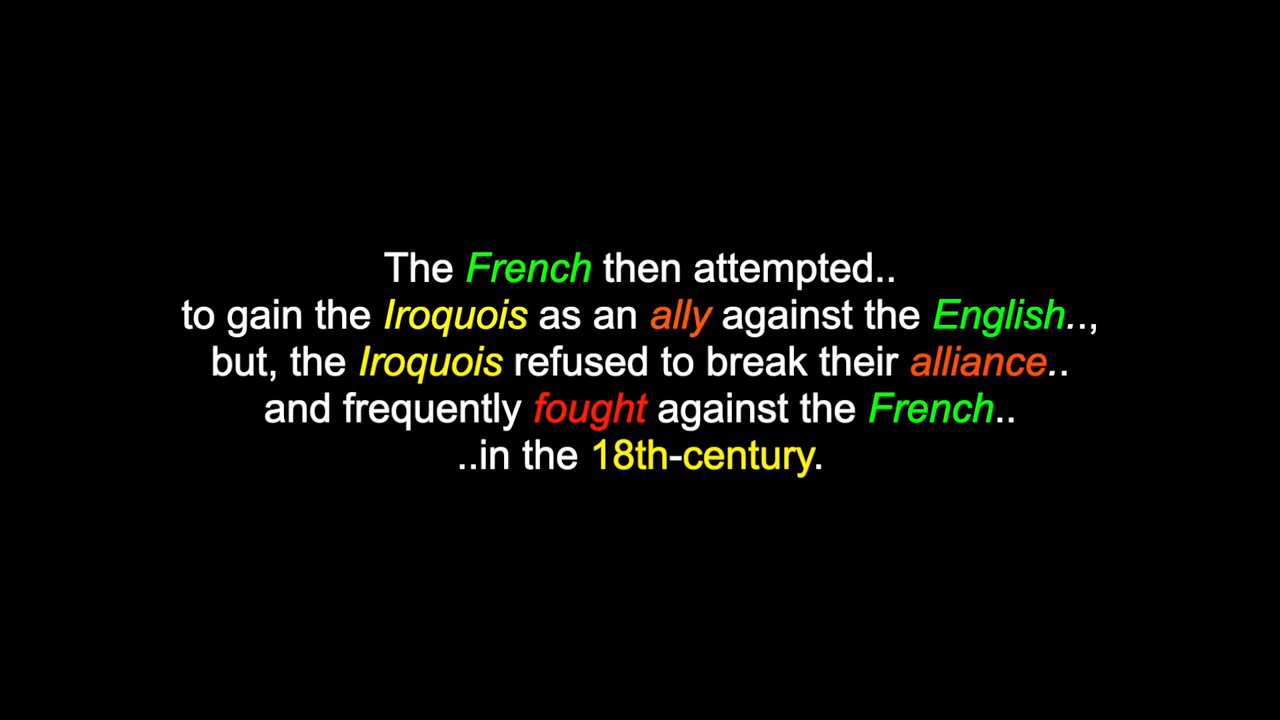 The French then attempted..
to gain the Iroquois as an ally against the English..,
but, the Iroquois refused to break their alliance..
and frequently fought against the French..
..in the 18th-century.